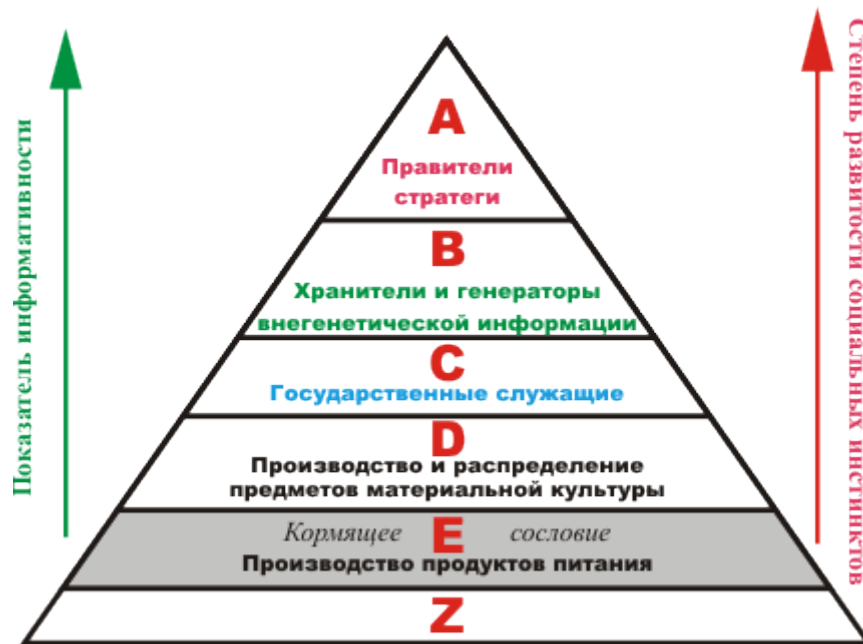 Показатель информативности
A
Правители
стратеги
B
Хранители и генераторы
внегенетической информации
C
Государственные служащие
D
Производство и распределение
предметов материальной культуры
Кормящее E сословие
Производство продуктов питания
Z
Степень развитости социальных инстинктов